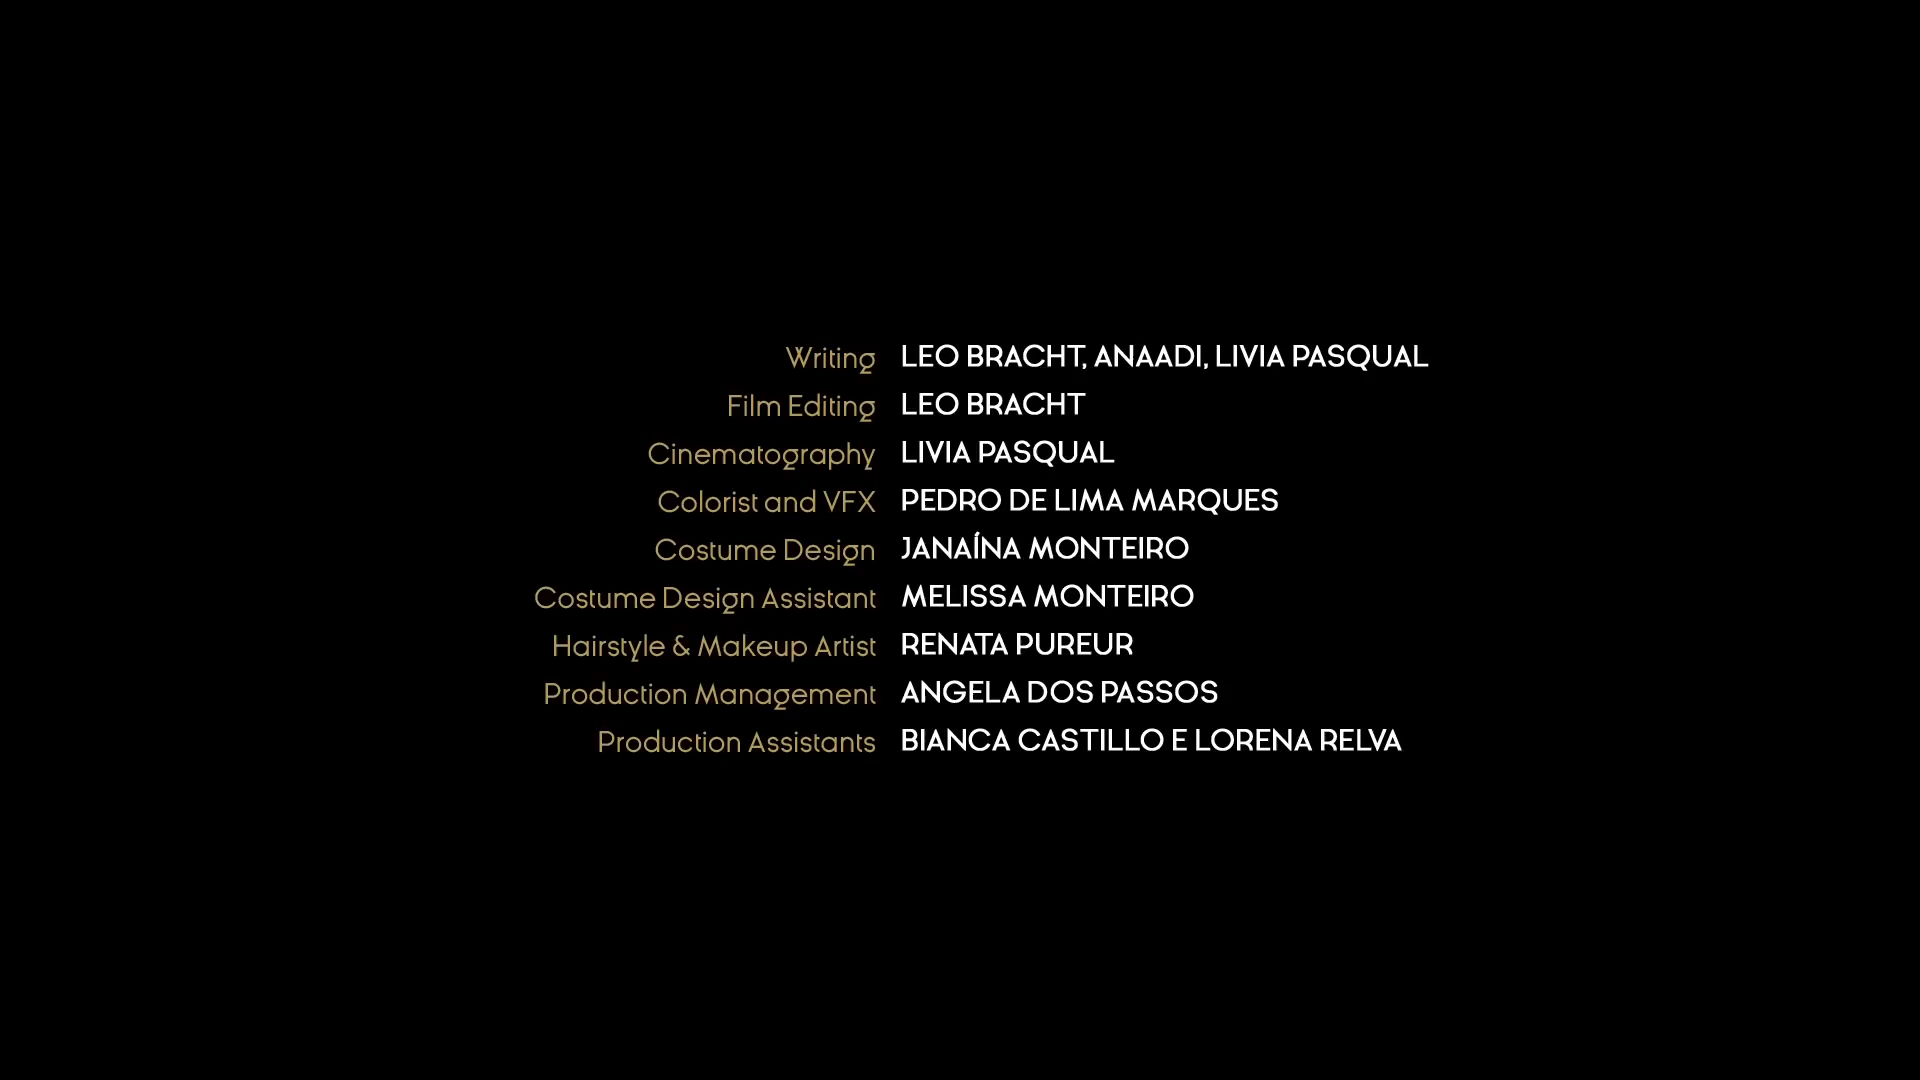 Writing LEO BRACHT, ANAADI, LIVIA PASQUAL
Film Editing LEO BRACHT
Cinematography LIVIA PASQUAL
Colorist and VFX PEDRO DE LIMA MARQUES
Costume Design JANAÍNA MONTEIRO
Costume Design Assistant MELISSA MONTEIRO
Hairstyle & Makeup Artist RENATA PUREUR
Production Management ANGELA DOS PASSOS
Production Assistants BIANCA CASTILLO E LORENA RELVA